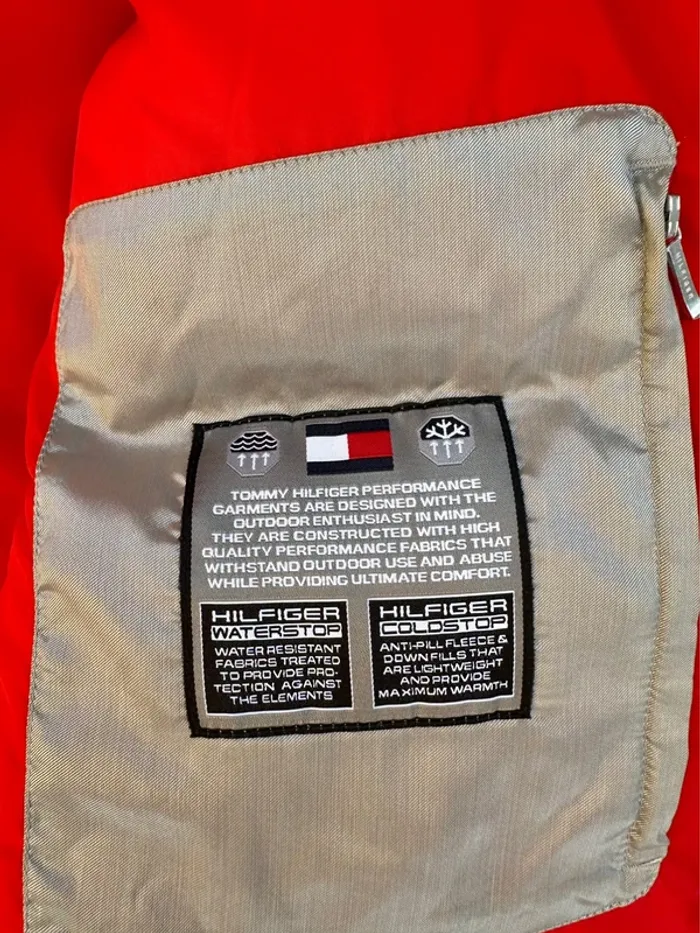 TOMMY HILFIGER PERFORMANCE
GARMENTS ARE DESIGNED WITH THE
OUTDOOR ENTHUSIAST IN MIND.
THEY ARE CONSTRUCTED WITH HIGH
QUALITY PERFORMANCE FABRICS THAT
WITHSTAND OUTDOOR USE AND ABUSE
WHILE PROVIDING ULTIMATE COMFORT.
HILFIGER
WATERSTOP
WATER RESISTANT
FABRICS TREATED
TO PROVIDE PRO-
TECTION AGAINST
THE ELEMENTS
HILFIGER
COLDSTOP
ANTI-PILL FLEECE &
DOWN FILLS THAT
ARE LIGHTWEIGHT
AND PROVIDE
MAXIMUM WARMTH
HILFIGER